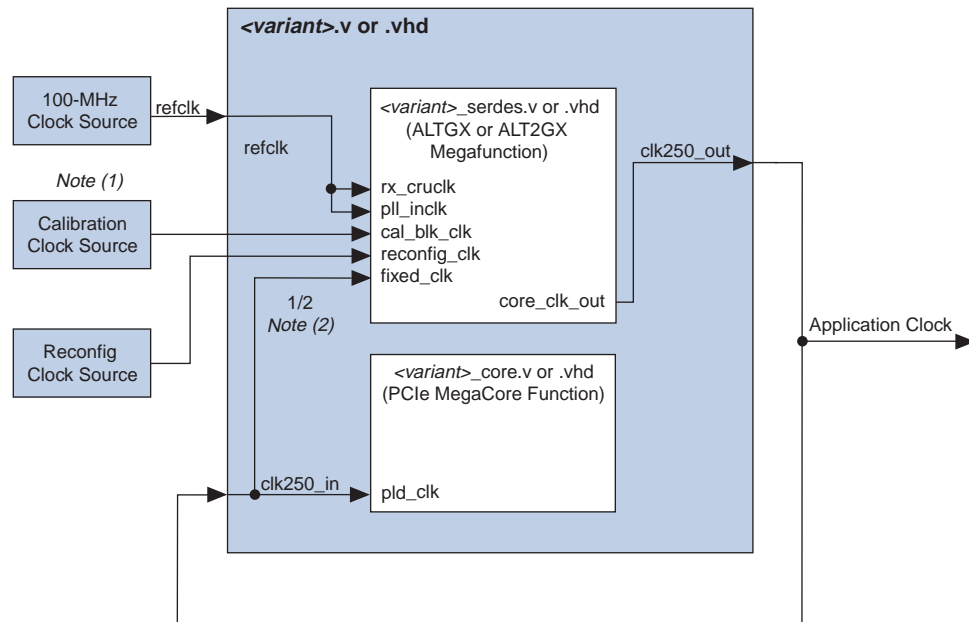 <variant>.v or .vhd
100-MHz
Clock Source
refclk
refclk
Note (1)
Calibration
Clock Source
Reconfig
Clock Source
<variant>_serdes.v or .vhd
(ALTGX or ALT2GX
Megafunction)
rx_cruclk
pll_inclk
cal_blk_clk
reconfig_clk
fixed_clk
core_clk_out
1/2
Note (2)
clk250_out
Application Clock
<variant>_core.v or .vhd
(PCIe MegaCore Function)
clk250_in
pld_clk